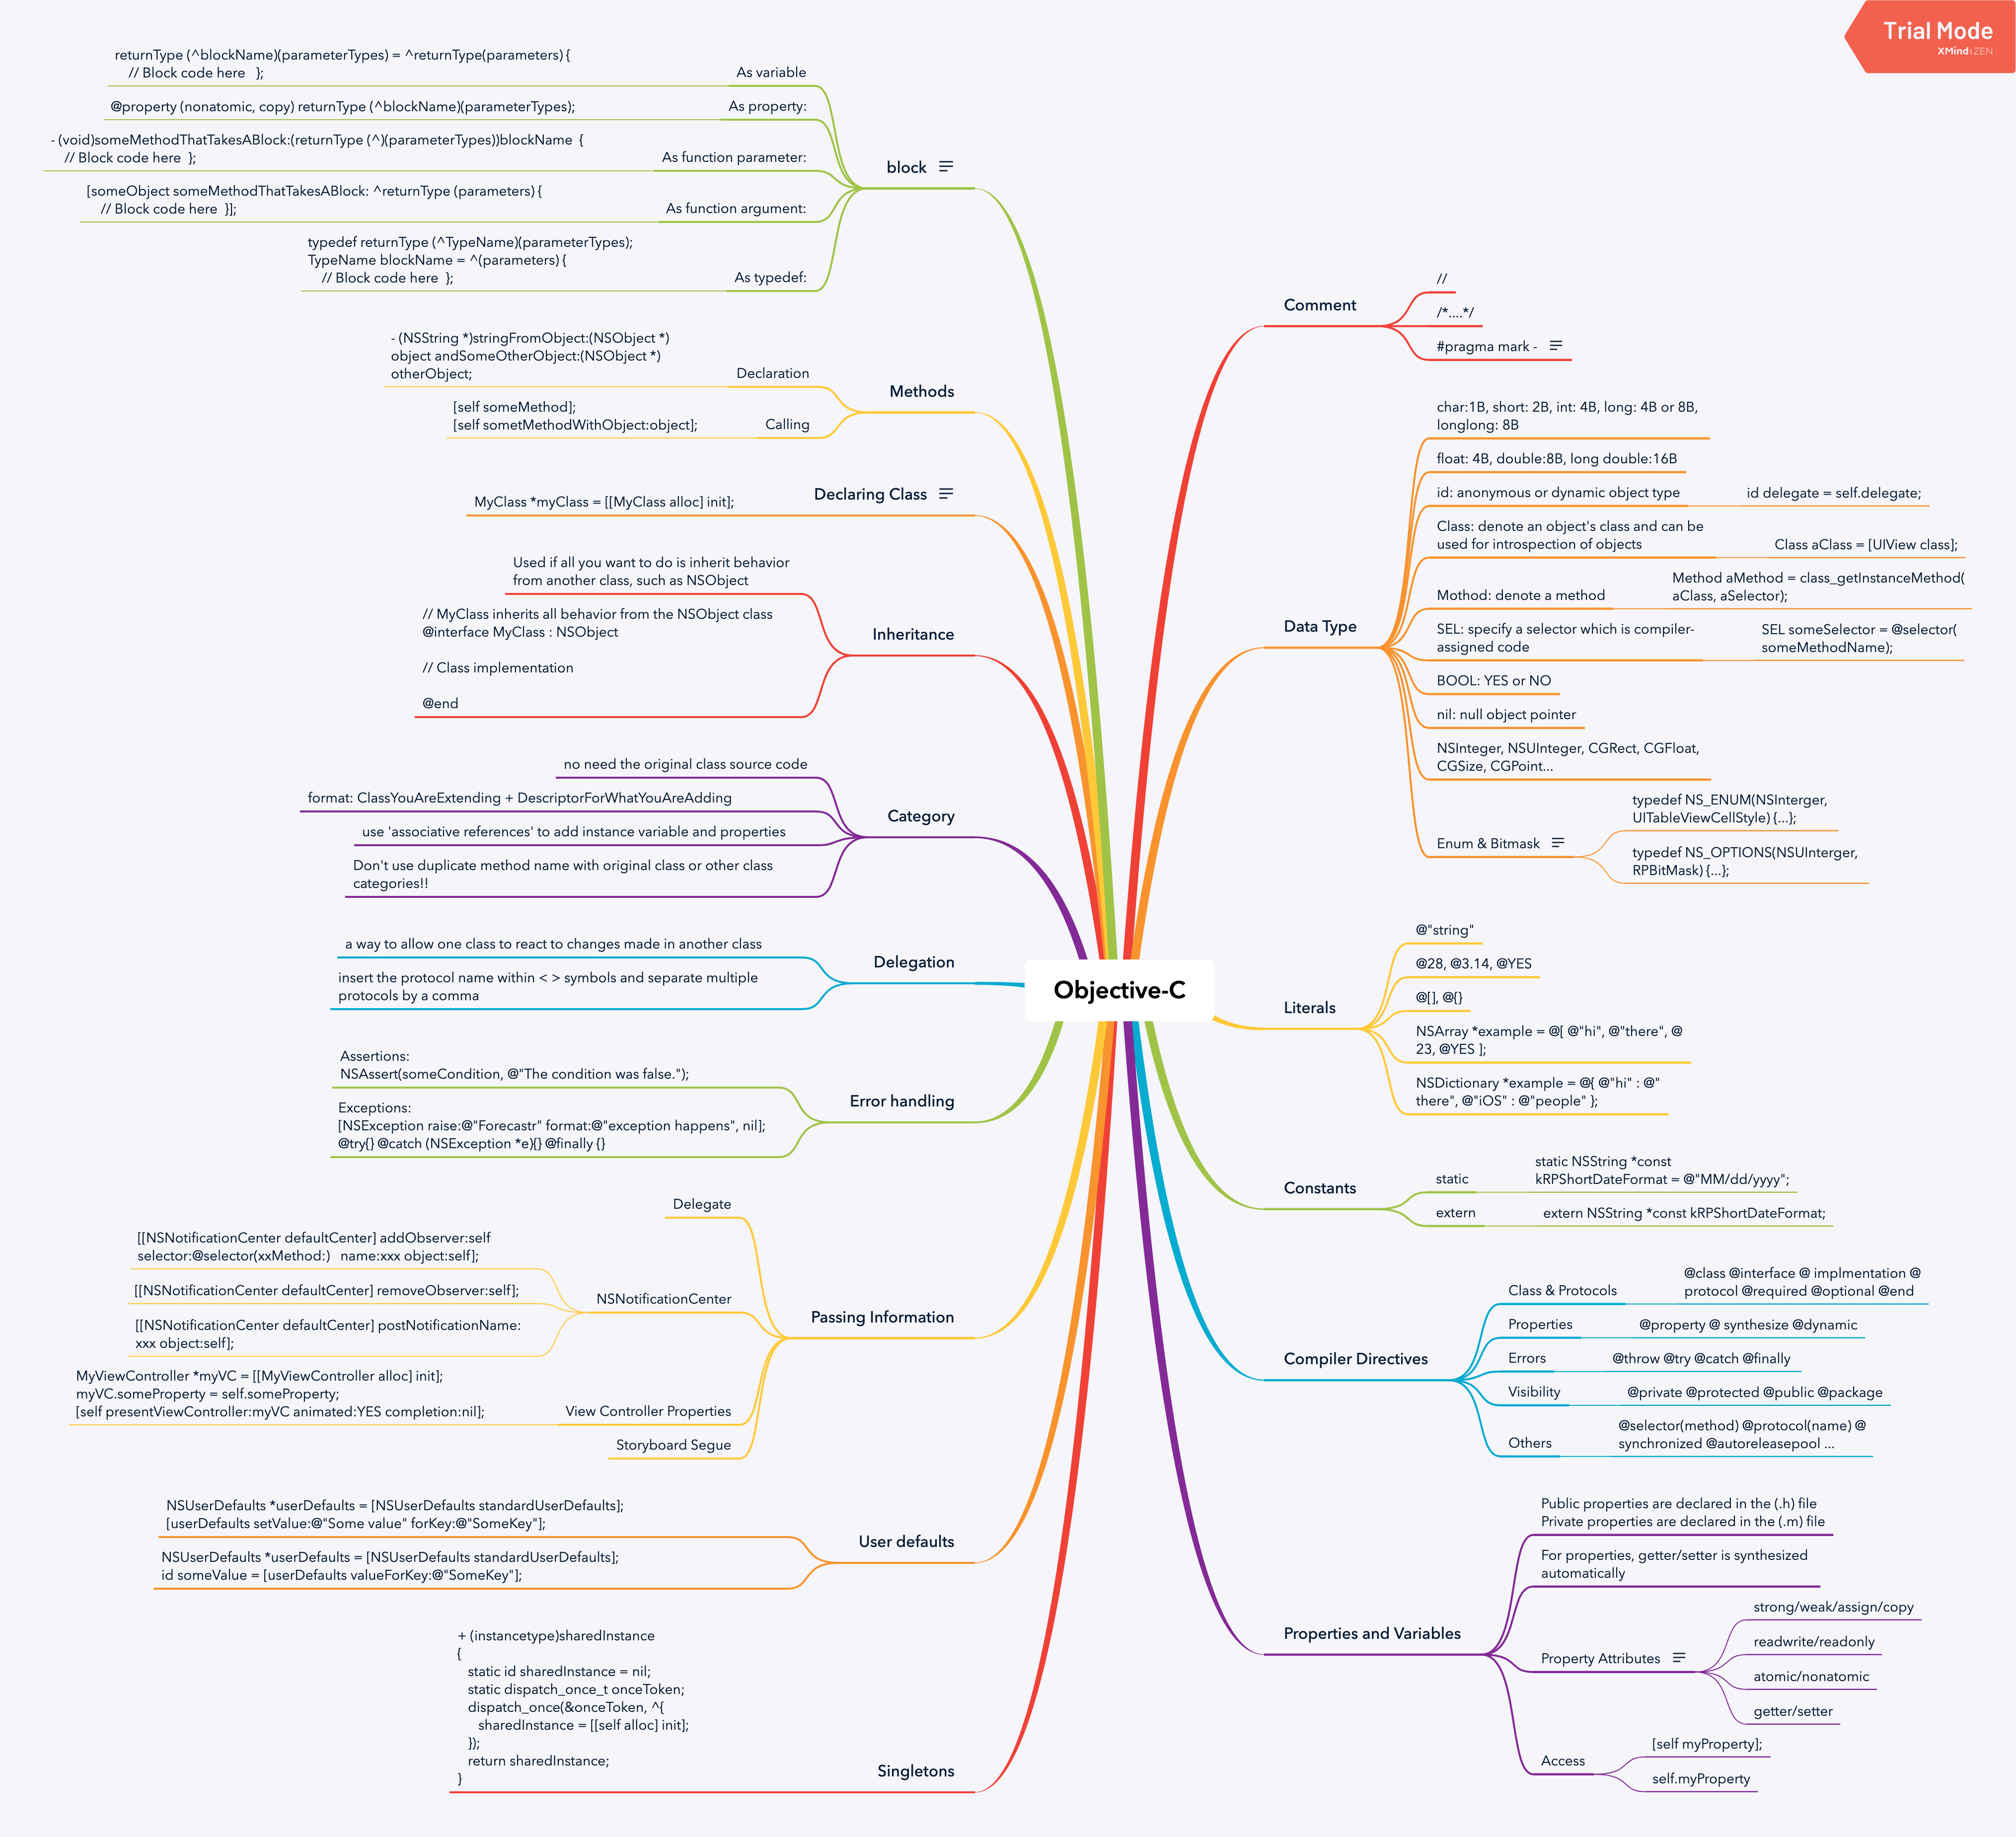 Trial Mode
XMind:ZEN
Objective-C
Comment
//
/*....*/
#pragma mark -
Data Type
char:1B, short: 2B, int: 4B, long: 4B or 8B,
longlong: 8B
float: 4B, double:8B, long double:16B
id: anonymous or dynamic object type
id delegate = self.delegate;
Class: denote an object's class and can be
used for introspection of objects
Class aClass = [UIView class];
Mothod: denote a method
Method aMethod = class_getInstanceMethod(
aClass, aSelector);
SEL: specify a selector which is compiler-
assigned code
SEL someSelector = @selector(
someMethodName);
BOOL: YES or NO
nil: null object pointer
NSInteger, NSUInteger, CGRect, CGFloat,
CGSize, CGPoint...
Enum & Bitmask
typedef NS_ENUM(NSInterger,
UITableViewCellStyle) {...};
typedef NS_OPTIONS(NSUInterger,
RPBitMask) {...};
Literals
@"string"
@28, @3.14, @YES
@[], @{}
NSArray *example = @[ @"hi", @"there", @
23, @YES ];
NSDictionary *example = @{ @"hi" : @"
there", @"iOS" : @"people" };
Constants
static
static NSString *const
kRPShortDateFormat = @"MM/dd/yyyy";
extern
extern NSString *const kRPShortDateFormat;
Compiler Directives
Class & Protocols
@class @interface @ implmentation @
protocol @required @optional @end
Properties
@property @ synthesize @dynamic
Errors
@throw @try @catch @finally
Visibility
@private @protected @public @package
Others
@selector(method) @protocol(name) @
synchronized @autoreleasepool ...
Properties and Variables
Public properties are declared in the (.h) file
Private properties are declared in the (.m) file
For properties, getter/setter is synthesized
automatically
Property Attributes
strong/weak/assign/copy
readwrite/readonly
atomic/nonatomic
getter/setter
Access
[self myProperty];
self.myProperty
block
As variable
returnType (^blockName)(parameterTypes) = ^returnType(parameters) {
// Block code here };
As property:
@property (nonatomic, copy) returnType (^blockName)(parameterTypes);
As function parameter:
- (void)someMethodThatTakesABlock:(returnType (^)(parameterTypes))blockName {
// Block code here };
As function argument:
[someObject someMethodThatTakesABlock: ^returnType (parameters) {
// Block code here }];
As typedef:
typedef returnType (^TypeName)(parameterTypes);
TypeName blockName = ^(parameters) {
// Block code here };
Methods
Declaration
- (NSString *)stringFromObject:(NSObject *)
object andSomeOtherObject:(NSObject *)
otherObject;
Calling
[self someMethod];
[self sometMethodWithObject:object];
Declaring Class
MyClass *myClass = [[MyClass alloc] init];
Inheritance
Used if all you want to do is inherit behavior
from another class, such as NSObject
// MyClass inherits all behavior from the NSObject class
@interface MyClass : NSObject
// Class implementation
@end
Category
no need the original class source code
format: ClassYouAreExtending + DescriptorForWhatYouAreAdding
use 'associative references' to add instance variable and properties
Don't use duplicate method name with original class or other class
categories!!
Delegation
a way to allow one class to react to changes made in another class
insert the protocol name within < > symbols and separate multiple
protocols by a comma
Error handling
Assertions:
NSAssert(someCondition, @"The condition was false.");
Exceptions:
[NSException raise:@"Forecastr" format:@"exception happens", nil];
@try{} @catch (NSException *e){} @finally {}
Passing Information
Delegate
NSNotificationCenter
[[NSNotificationCenter defaultCenter] addObserver:self
selector:@selector(xxMethod:) name:xxx object:self];
[[NSNotificationCenter defaultCenter] removeObserver:self];
[[NSNotificationCenter defaultCenter] postNotificationName:
xxx object:self];
View Controller Properties
MyViewController *myVC = [[MyViewController alloc] init];
myVC.someProperty = self.someProperty;
[self presentViewController:myVC animated:YES completion:nil];
Storyboard Segue
User defaults
NSUserDefaults *userDefaults = [NSUserDefaults standardUserDefaults];
[userDefaults setValue:@"Some value" forKey:@"SomeKey"];
NSUserDefaults *userDefaults = [NSUserDefaults standardUserDefaults];
id someValue = [userDefaults valueForKey:@"SomeKey"];
Singletons
+ (instancetype)sharedInstance
{
static id sharedInstance = nil;
static dispatch_once_t onceToken;
dispatch_once(&onceToken, ^{
sharedInstance = [[self alloc] init];
});
return sharedInstance;
}